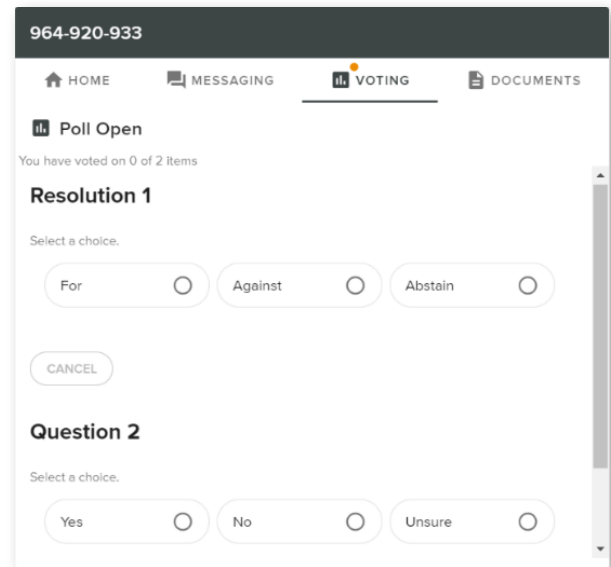 964-920-933
HOME MESSAGING VOTING DOCUMENTS
Poll Open
You have voted on 0 of 2 items
Resolution 1
Select a choice.
For Against Abstain
CANCEL
Question 2
Select a choice.
Yes No Unsure